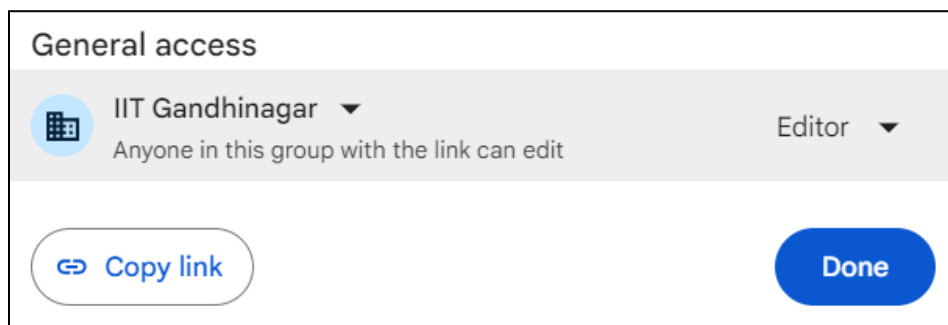 General access
IIT Gandhinagar
Anyone in this group with the link can edit
Editor
Copy link
Done